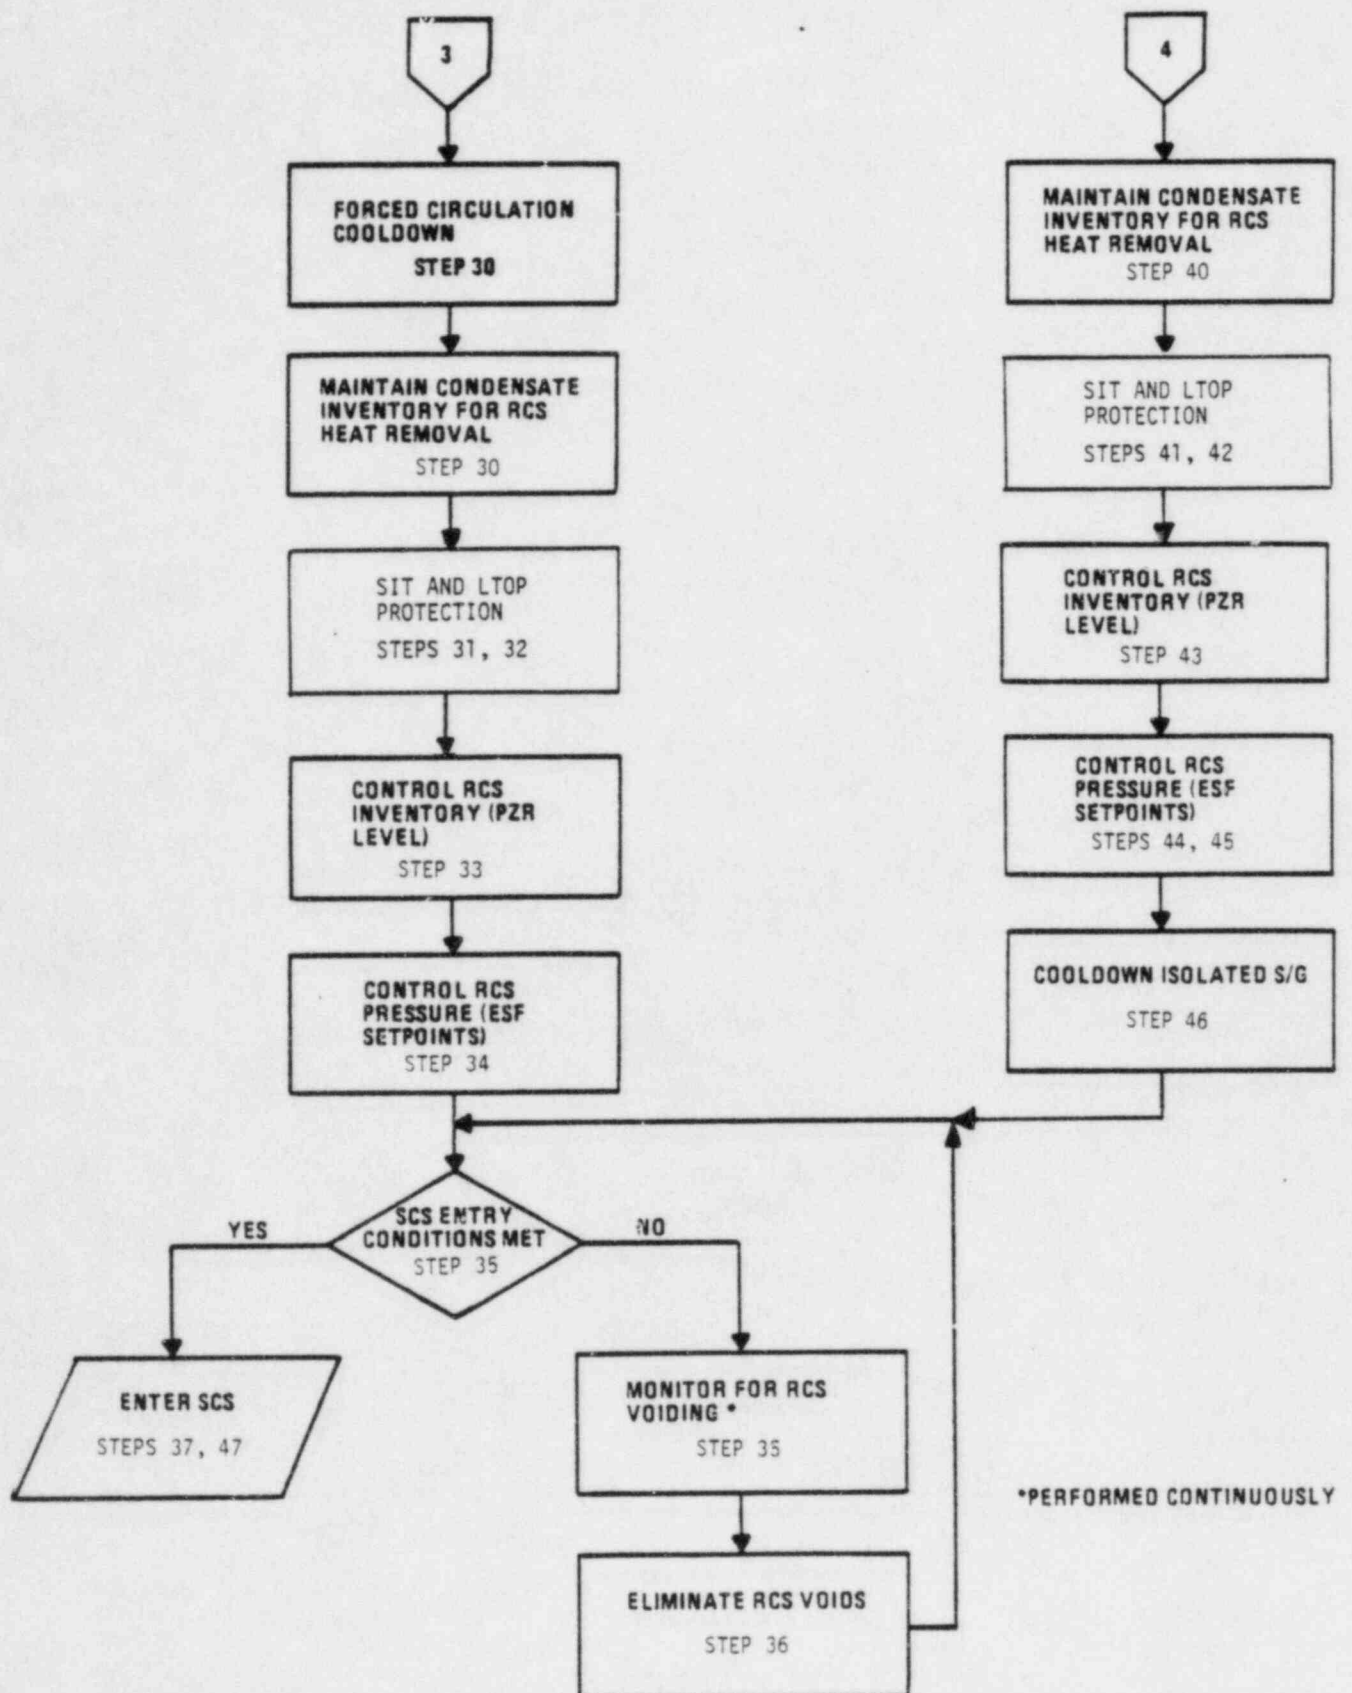 3
FORCED CIRCULATION
COOLDOWN
STEP 30
MAINTAIN CONDENSATE
INVENTORY FOR RCS
HEAT REMOVAL
STEP 30
SIT AND LTOP
PROTECTION
STEPS 31, 32
CONTROL RCS
INVENTORY (PZR
LEVEL)
STEP 33
CONTROL RCS
PRESSURE (ESF
SETPOINTS)
STEP 34
4
MAINTAIN CONDENSATE
INVENTORY FOR RCS
HEAT REMOVAL
STEP 40
SIT AND LTOP
PROTECTION
STEPS 41, 42
CONTROL RCS
INVENTORY (PZR
LEVEL)
STEP 43
CONTROL RCS
PRESSURE (ESF
SETPOINTS)
STEPS 44, 45
COOLDOWN ISOLATED S/G
STEP 46
SCS ENTRY
CONDITIONS MET
STEP 35
YES
NO
ENTER SCS
STEPS 37, 47
MONITOR FOR RCS
VOIDING *
STEP 35
ELIMINATE RCS VOIDS
STEP 36
*PERFORMED CONTINUOUSLY